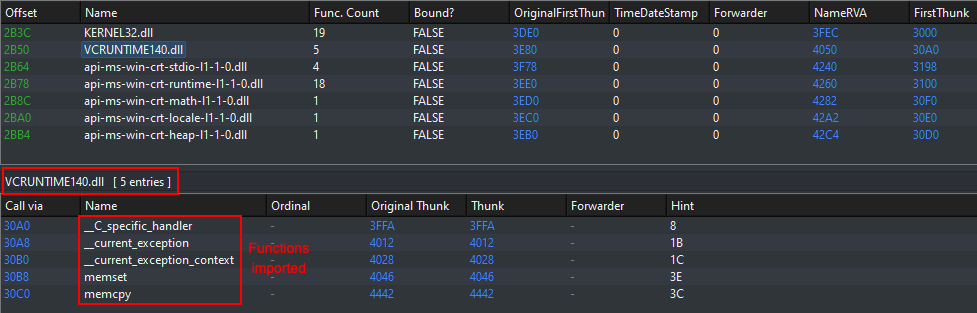 Offset Name Func. Count Bound? OriginalFirstThun TimeDateStamp Forwarder NameRVA FirstThunk
2B3C KERNEL32.dll 19 FALSE 3DE0 0 0 3FEC 3000
2B50 VCRUNTIME140.dll 5 FALSE 3E80 0 0 4050 30A0
2B64 api-ms-win-crt-stdio-l1-1-0.dll 4 FALSE 3F78 0 0 4240 3198
2B78 api-ms-win-crt-runtime-l1-1-0.dll 18 FALSE 3EE0 0 0 4260 3100
2B8C api-ms-win-crt-math-l1-1-0.dll 1 FALSE 3ED0 0 0 4282 30F0
2BA0 api-ms-win-crt-locale-l1-1-0.dll 1 FALSE 3EC0 0 0 42A2 30E0
2BB4 api-ms-win-crt-heap-l1-1-0.dll 1 FALSE 3EB0 0 0 42C4 30D0
VCRUNTIME140.dll [ 5 entries ]
Call via Name Ordinal Original Thunk Thunk Forwarder Hint
30A0 __C_specific_handler - 3FFA 3FFA - 8
30A8 __current_exception - 4012 4012 - 1B
30B0 __current_exception_context - 4028 4028 - 1C
30B8 memset - 4046 4046 - 3E
30C0 memcpy - 4442 4442 - 3C
Functions
imported